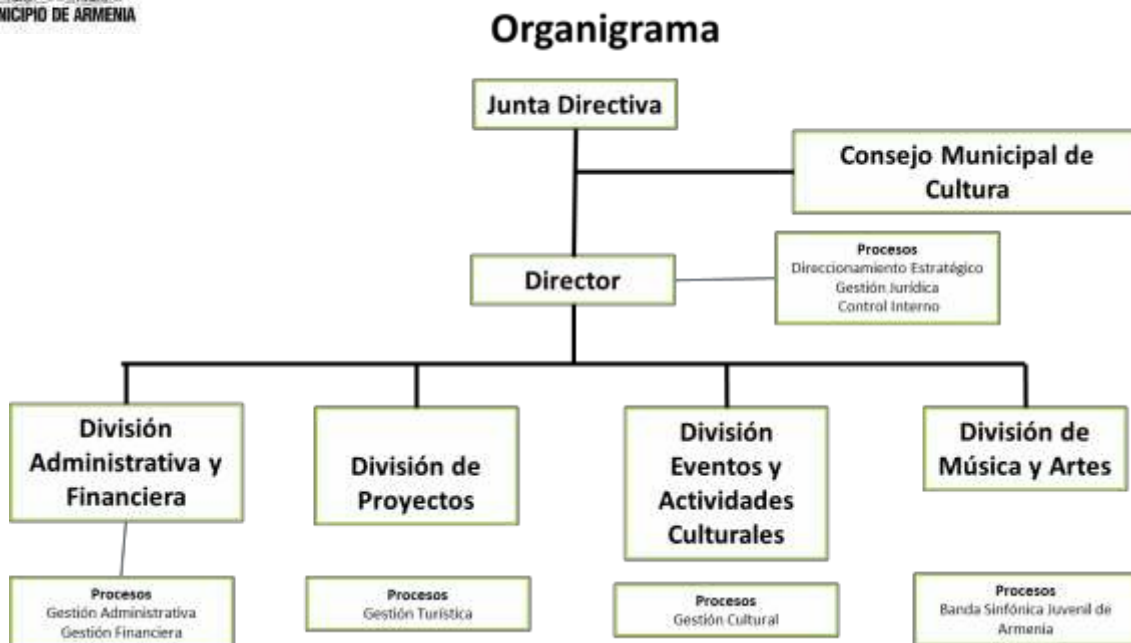 MUNICIPIO DE ARMENIA
Organigrama
Junta Directiva
Consejo Municipal de
Cultura
Director
Procesos
Direccionamiento Estratégico
Gestión Jurídica
Control Interno
División
Administrativa y
Financiera
División de
Proyectos
División
Eventos y
Actividades
Culturales
División de
Música y Artes
Procesos
Gestión Administrativa
Gestión Financiera
Procesos
Gestión Turística
Procesos
Gestión Cultural
Procesos
Banda Sinfónica Juvenil de
Armenia